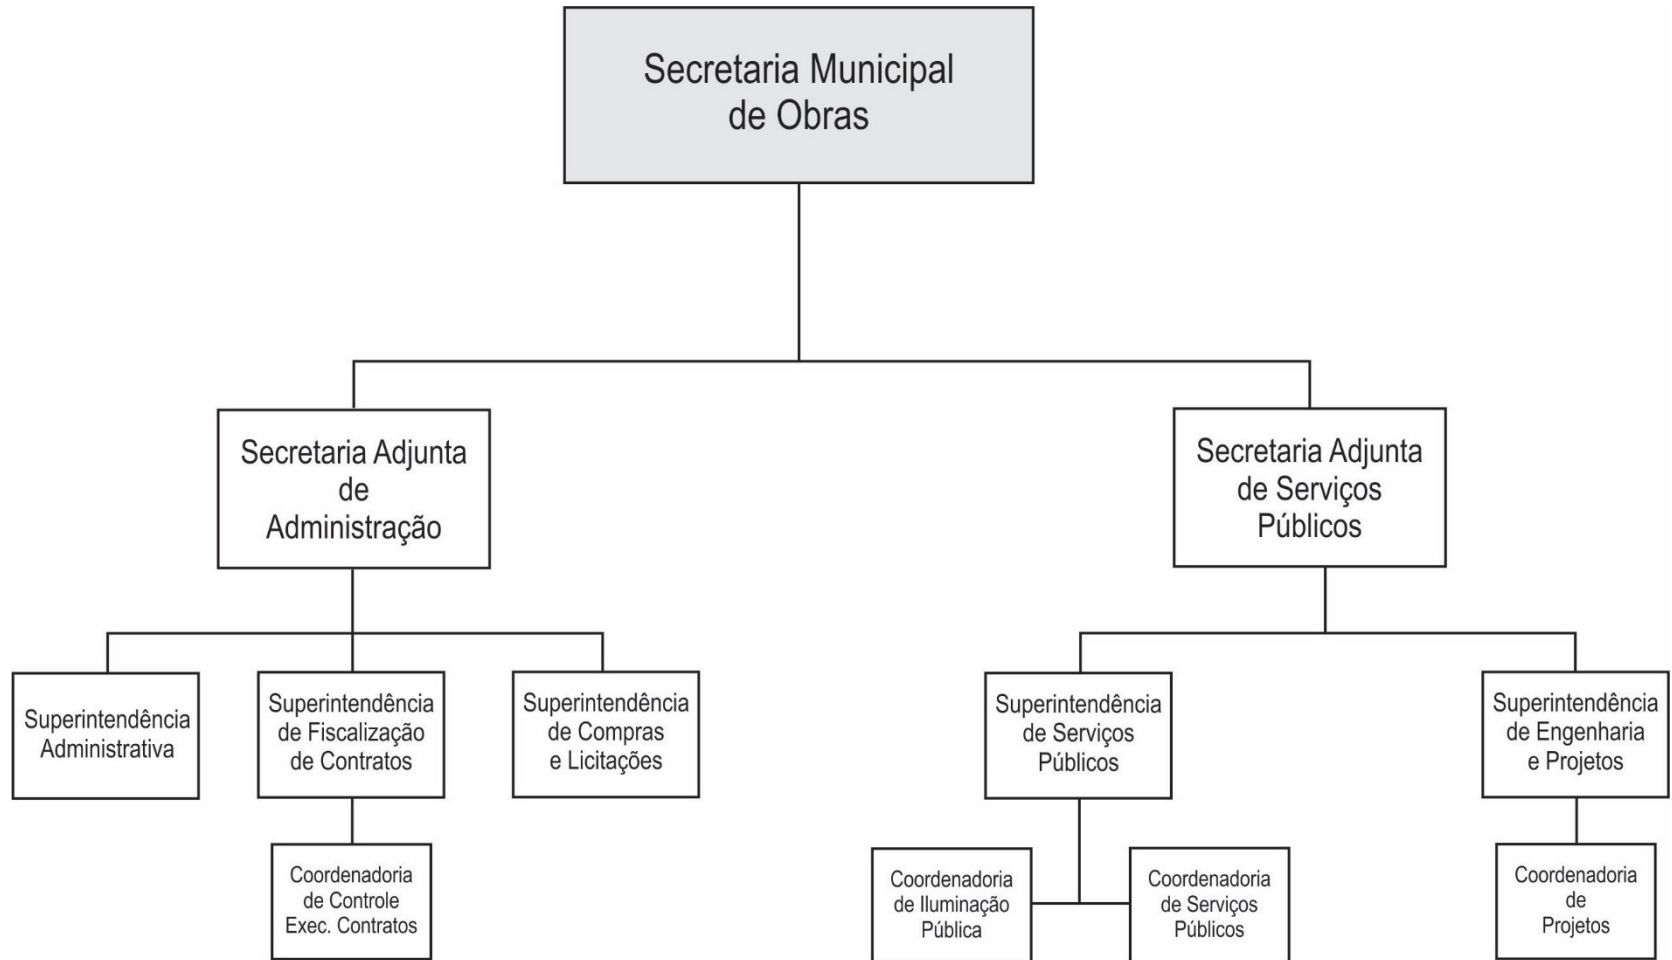 Secretaria Municipal
de Obras
Secretaria Adjunta
de
Administração
Secretaria Adjunta
de Serviços
Públicos
Superintendência
Administrativa
Superintendência
de Fiscalização
de Contratos
Superintendência
de Compras
e Licitações
Superintendência
de Serviços
Públicos
Superintendência
de Engenharia
e Projetos
Coordenadoria
de Controle
Exec. Contratos
Coordenadoria
de Iluminação
Pública
Coordenadoria
de Serviços
Públicos
Coordenadoria
de
Projetos